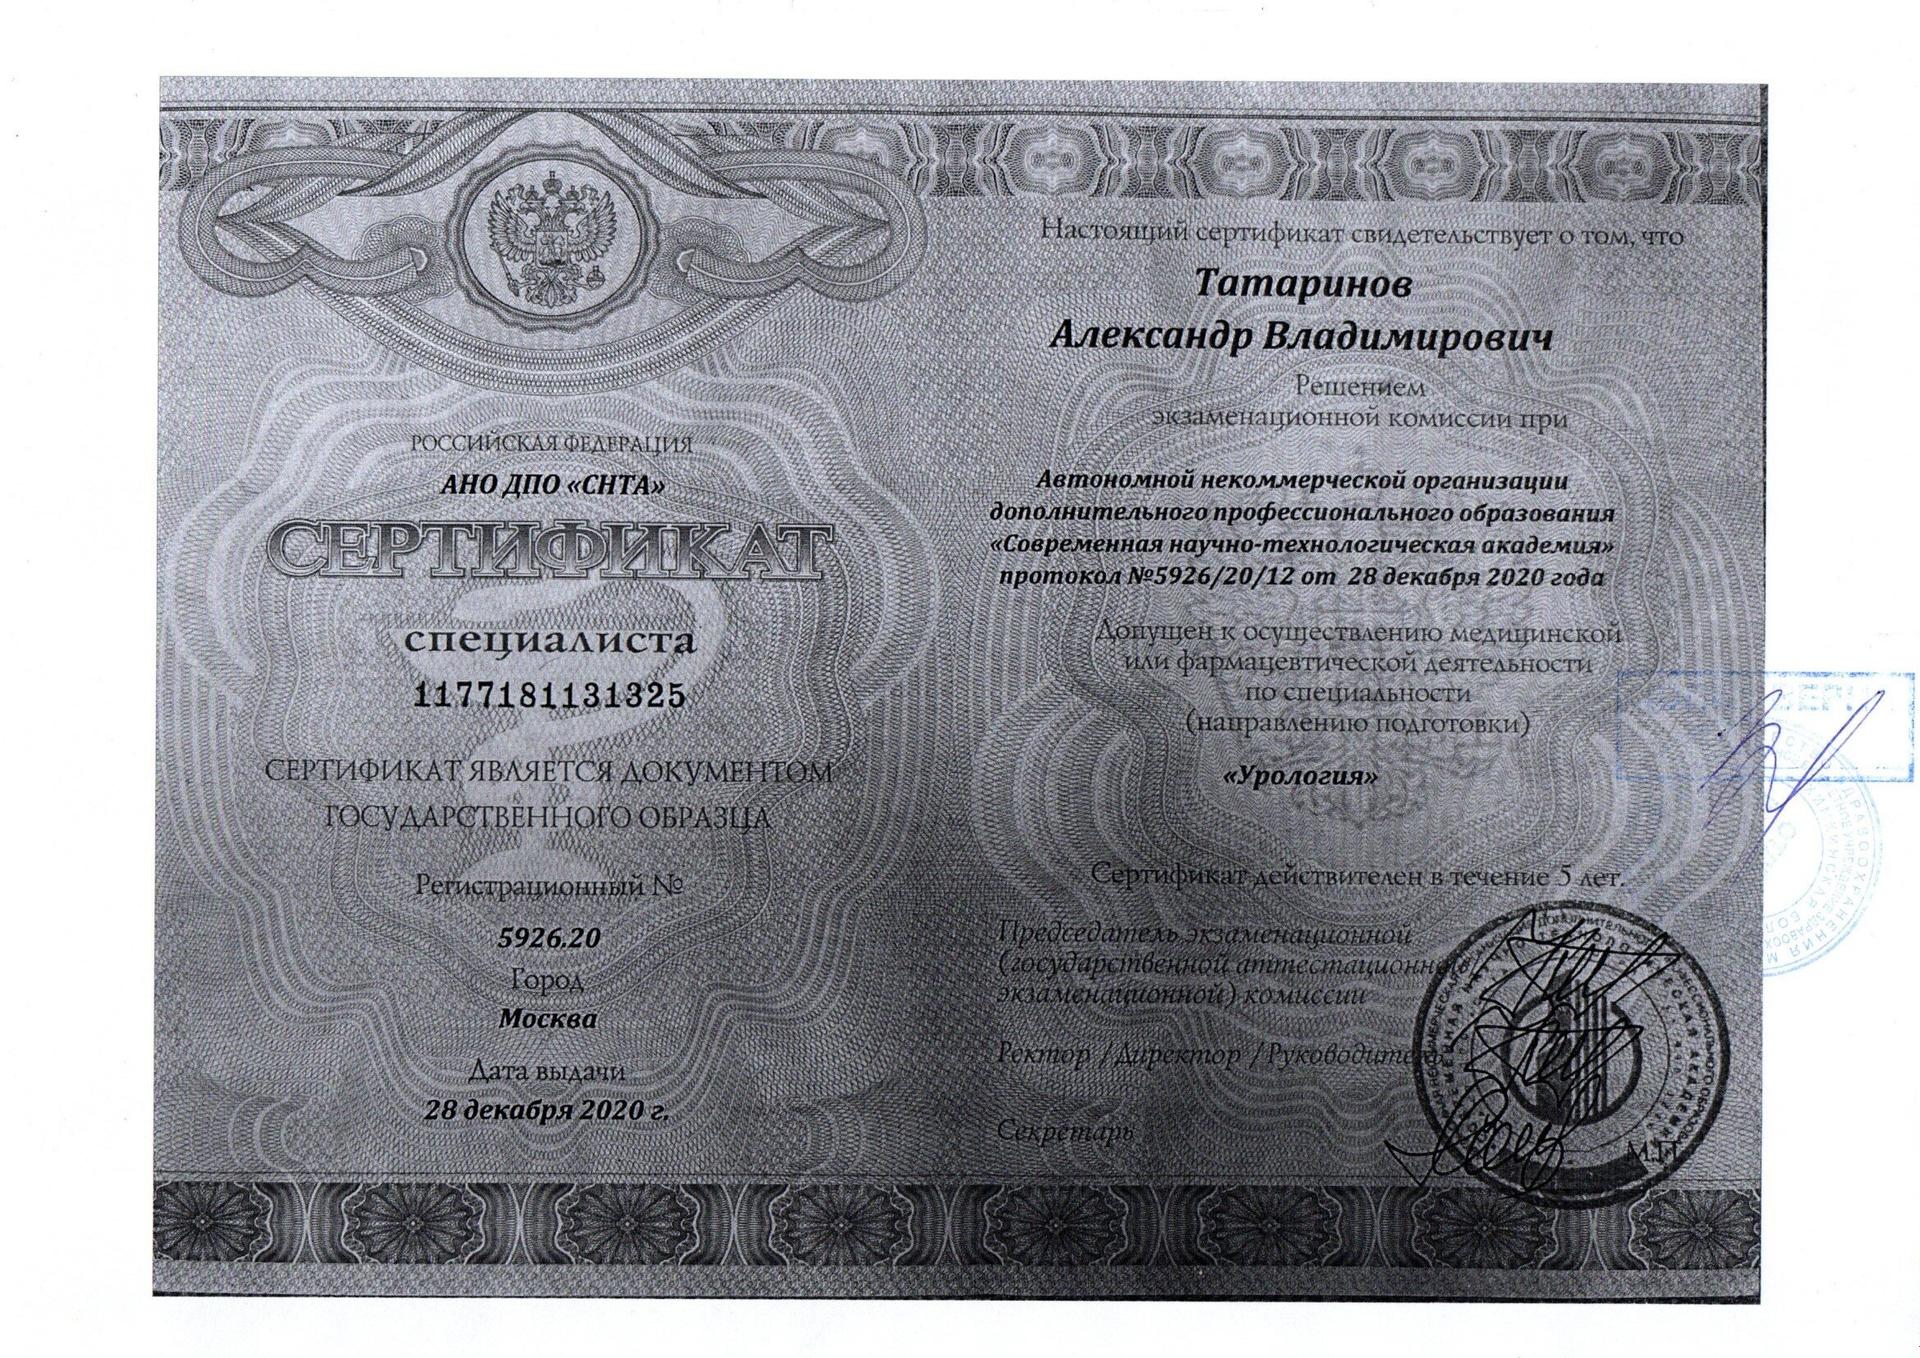 РОССИЙСКАЯ ФЕДЕРАЦИЯ
АНО ДПО «СНТА»
СЕРТИФИКАТ
специалиста
1177181131325
СЕРТИФИКАТ ЯВЛЯЕТСЯ ДОКУМЕНТОМ
ГОСУДАРСТВЕННОГО ОБРАЗЦА
Регистрационный №
5926.20
Город
Москва
Дата выдачи
28 декабря 2020 г.
Настоящий сертификат свидетельствует о том, что
Татаринов
Александр Владимирович
Решением
экзаменационной комиссии при
Автономной некоммерческой организации
дополнительного профессионального образования
«Современная научно-технологическая академия»
протокол №5926/20/12 от 28 декабря 2020 года
Допущен к осуществлению медицинской
или фармацевтической деятельности
по специальности
(направлению подготовки)
«Урология»
Сертификат действителен в течение 5 лет.
Председатель экзаменационной
(государственной аттестационной
экзаменационной) комиссии
Ректор /Директор /Руководитель
Секретарь
М.П.